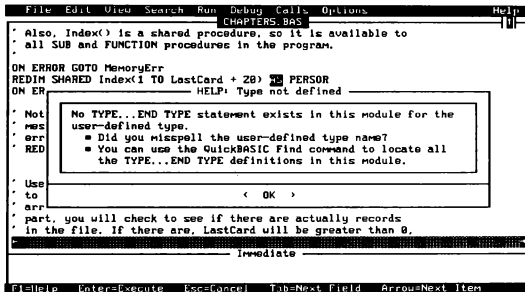 File Edit View Search Run Debug Calls Options Help
CHAPTER5.BAS
' Also, Index() is a shared procedure, so it is available to
' all SUB and FUNCTION procedures in the program.
'
ON ERROR GOTO MemoryErr
REDIM SHARED Index(1 TO LastCard + 20) AS PERSOR
ON ER
HELP: Type not defined
' Not
' mes
' err
' RED
No TYPE...END TYPE statement exists in this module for the
user-defined type.
■ Did you misspell the user-defined type name?
■ You can use the QuickBASIC Find command to locate all
the TYPE...END TYPE definitions in this module.
' Use
' to
' arr
< OK >
' part, you will check to see if there are actually records
' in the file. If there are, LastCard will be greater than 0,
Immediate
F1=Help Enter=Execute Esc=Cancel Tab=Next Field Arrow=Next Item